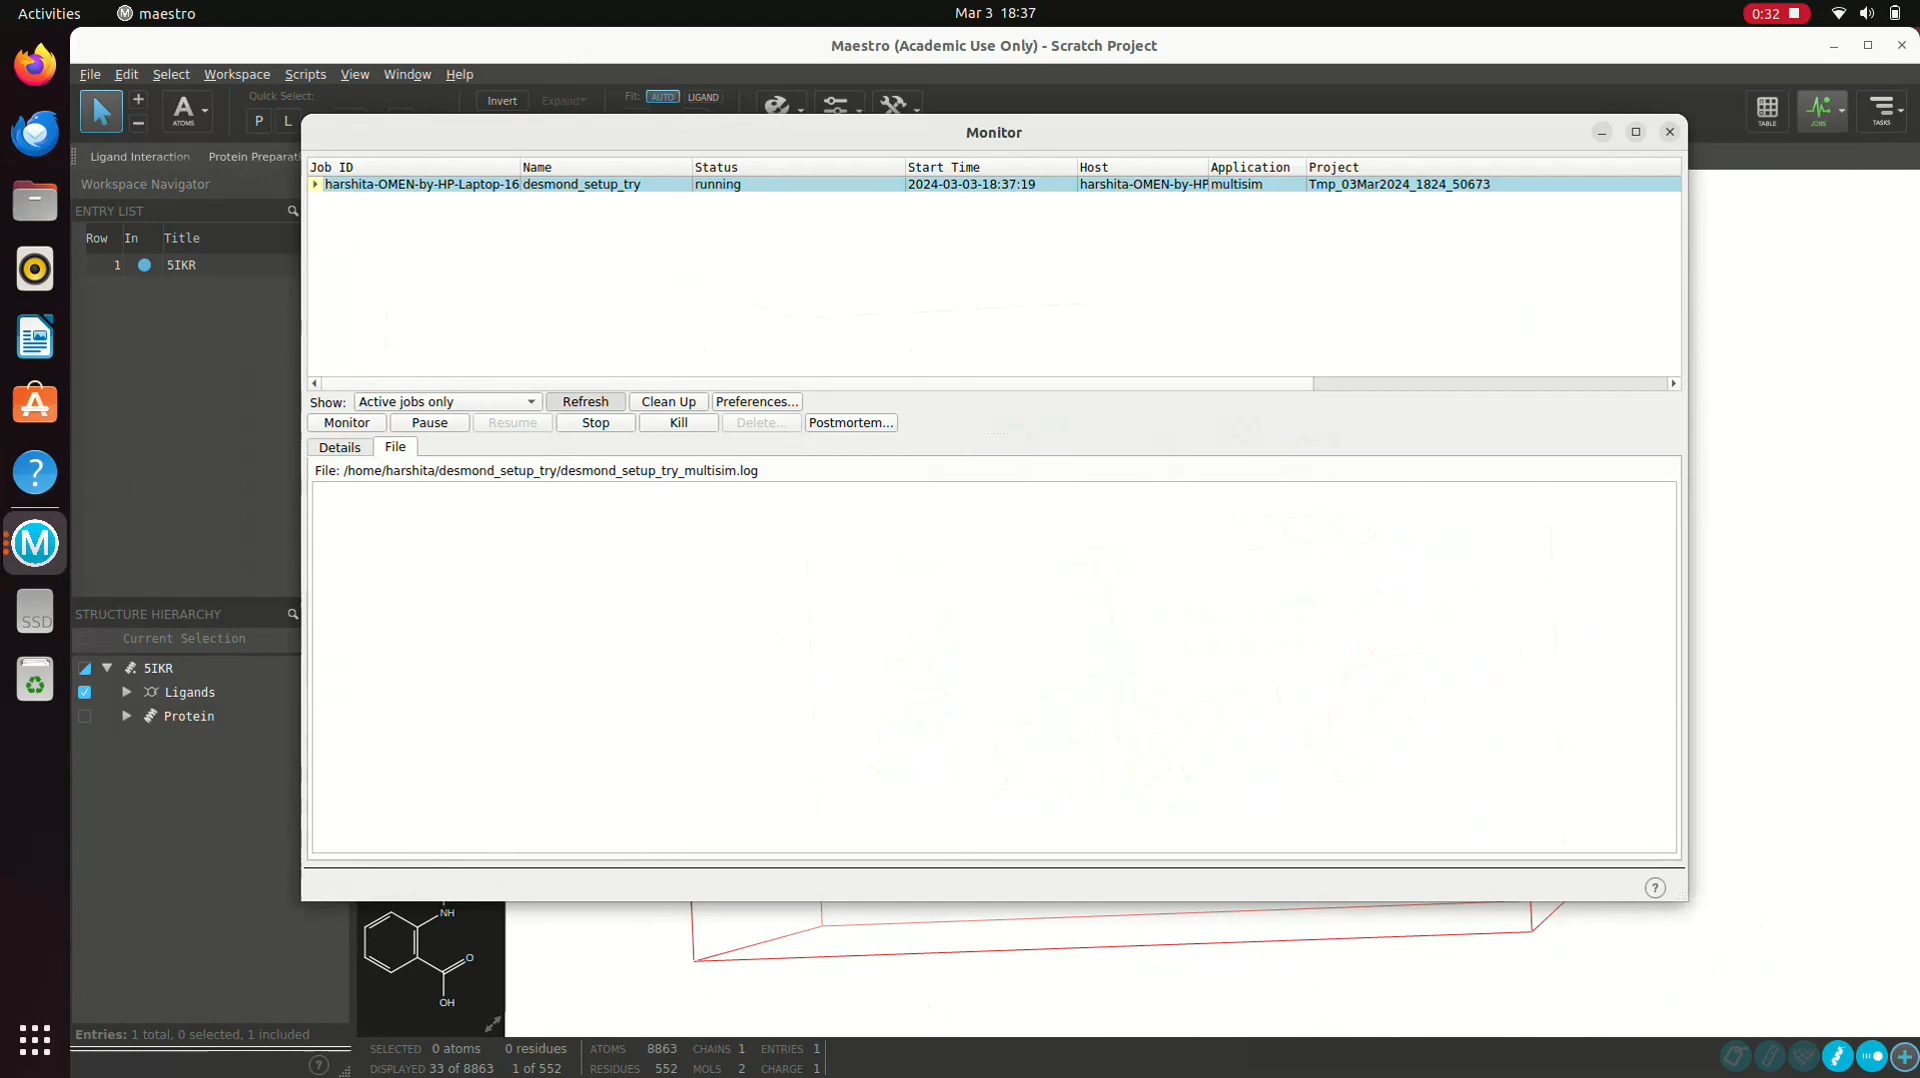 Activities maestro Mar 3 18:37 0:32
Maestro (Academic Use Only) - Scratch Project
File Edit Select Workspace Scripts View Window Help
Quick Select: Invert Expand Fit: AUTO LIGAND
A ATOMS P L TABLE JOBS TASKS
Monitor
Ligand Interaction Protein Preparati
Workspace Navigator
ENTRY LIST
Row In Title
1 5IKR
Job ID Name Status Start Time Host Application Project
harshita-OMEN-by-HP-Laptop-16 desmond_setup_try running 2024-03-03-18:37:19 harshita-OMEN-by-HP multisim Tmp_03Mar2024_1824_50673
Show: Active jobs only Refresh Clean Up Preferences...
Monitor Pause Resume Stop Kill Delete... Postmortem...
Details File
File: /home/harshita/desmond_setup_try/desmond_setup_try_multisim.log
?
M
SSD
STRUCTURE HIERARCHY
Current Selection
5IKR
Ligands
Protein
?
NH
O
OH
Entries: 1 total, 0 selected, 1 included
?
SELECTED 0 atoms 0 residues ATOMS 8863 CHAINS 1 ENTRIES 1
DISPLAYED 33 of 8863 1 of 552 RESIDUES 552 MOLS 2 CHARGE 1